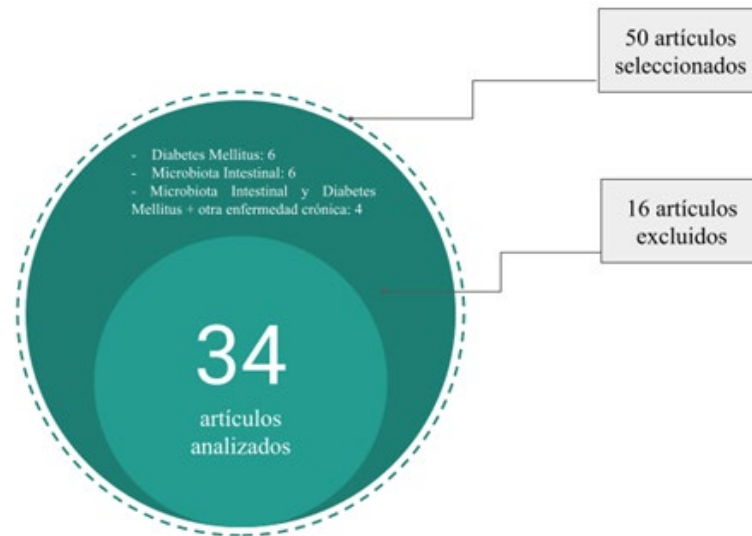 50 artículos
seleccionados
- Diabetes Mellitus: 6
- Microbiota Intestinal: 6
- Microbiota Intestinal y Diabetes
Mellitus + otra enfermedad crónica: 4
16 artículos
excluidos
34
artículos
analizados